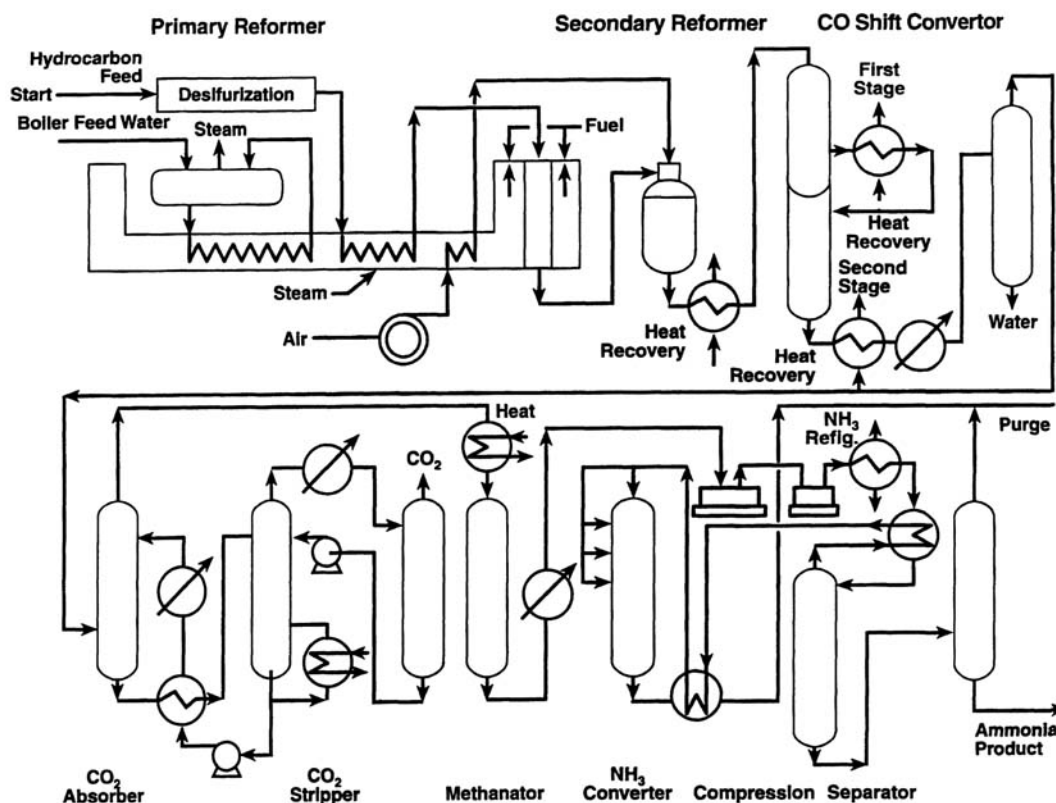 Primary Reformer
Secondary Reformer
CO Shift Convertor
Hydrocarbon
Feed
Start
Desifurization
Boiler Feed Water
Steam
Fuel
First
Stage
Heat
Recovery
Second
Stage
Steam
Air
Heat
Recovery
Heat
Recovery
Water
Heat
CO₂
NH₃
Refig.
Purge
Ammonia
Product
CO₂
Absorber
CO₂
Stripper
Methanator
NH₃
Converter
Compression
Separator